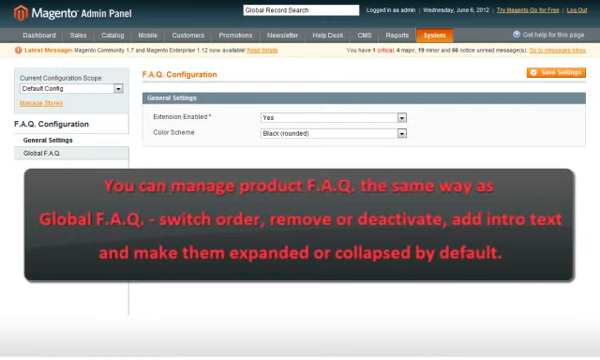 Magento Admin Panel
Global Record Search
Logged in as admin | Wednesday, June 6, 2012 | Try Magento Go for Free | Log Out
Dashboard Sales Catalog Mobile Customers Promotions Newsletter Help Desk CMS Reports System
Get help for this page
Latest Message: Magento Community 1.7 and Magento Enterprise 1.12 now available! Read details
You have 1 critical, 4 major, 19 minor and 66 notice unread message(s). Go to messages inbox
Current Configuration Scope:
Default Config
Manage Stores
F.A.Q. Configuration
General Settings
Global F.A.Q.
F.A.Q. Configuration
Save Settings
General Settings
Extension Enabled * Yes
Color Scheme Black (rounded)
You can manage product F.A.Q. the same way as
Global F.A.Q. - switch order, remove or deactivate, add intro text
and make them expanded or collapsed by default.